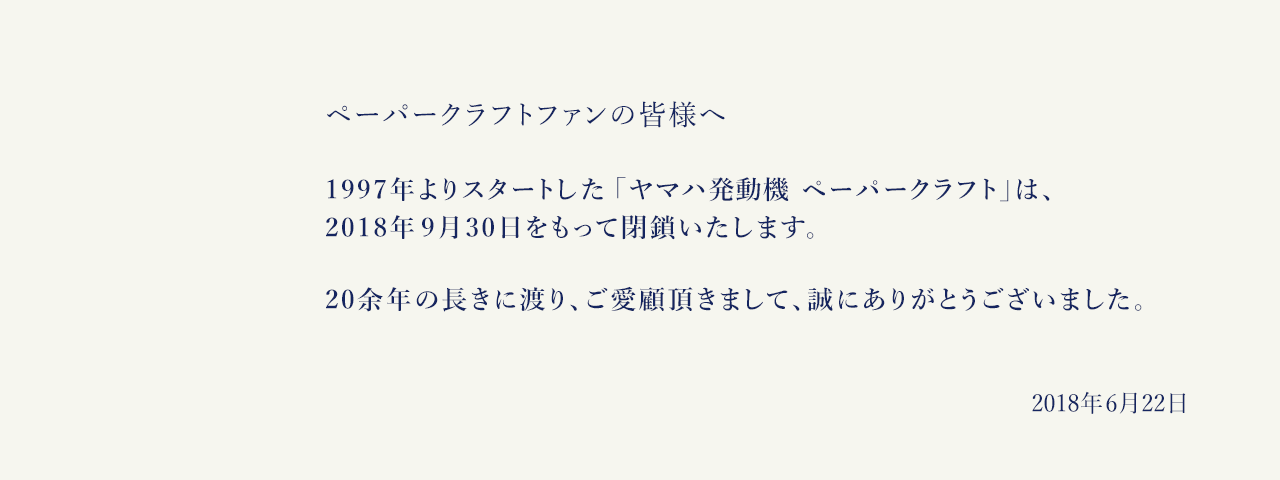 ペーパークラフトファンの皆様へ
1997年よりスタートした「ヤマハ発動機 ペーパークラフト」は、
2018年9月30日をもって閉鎖いたします。
20余年の長きに渡り、ご愛顧頂きまして、誠にありがとうございました。
2018年6月22日